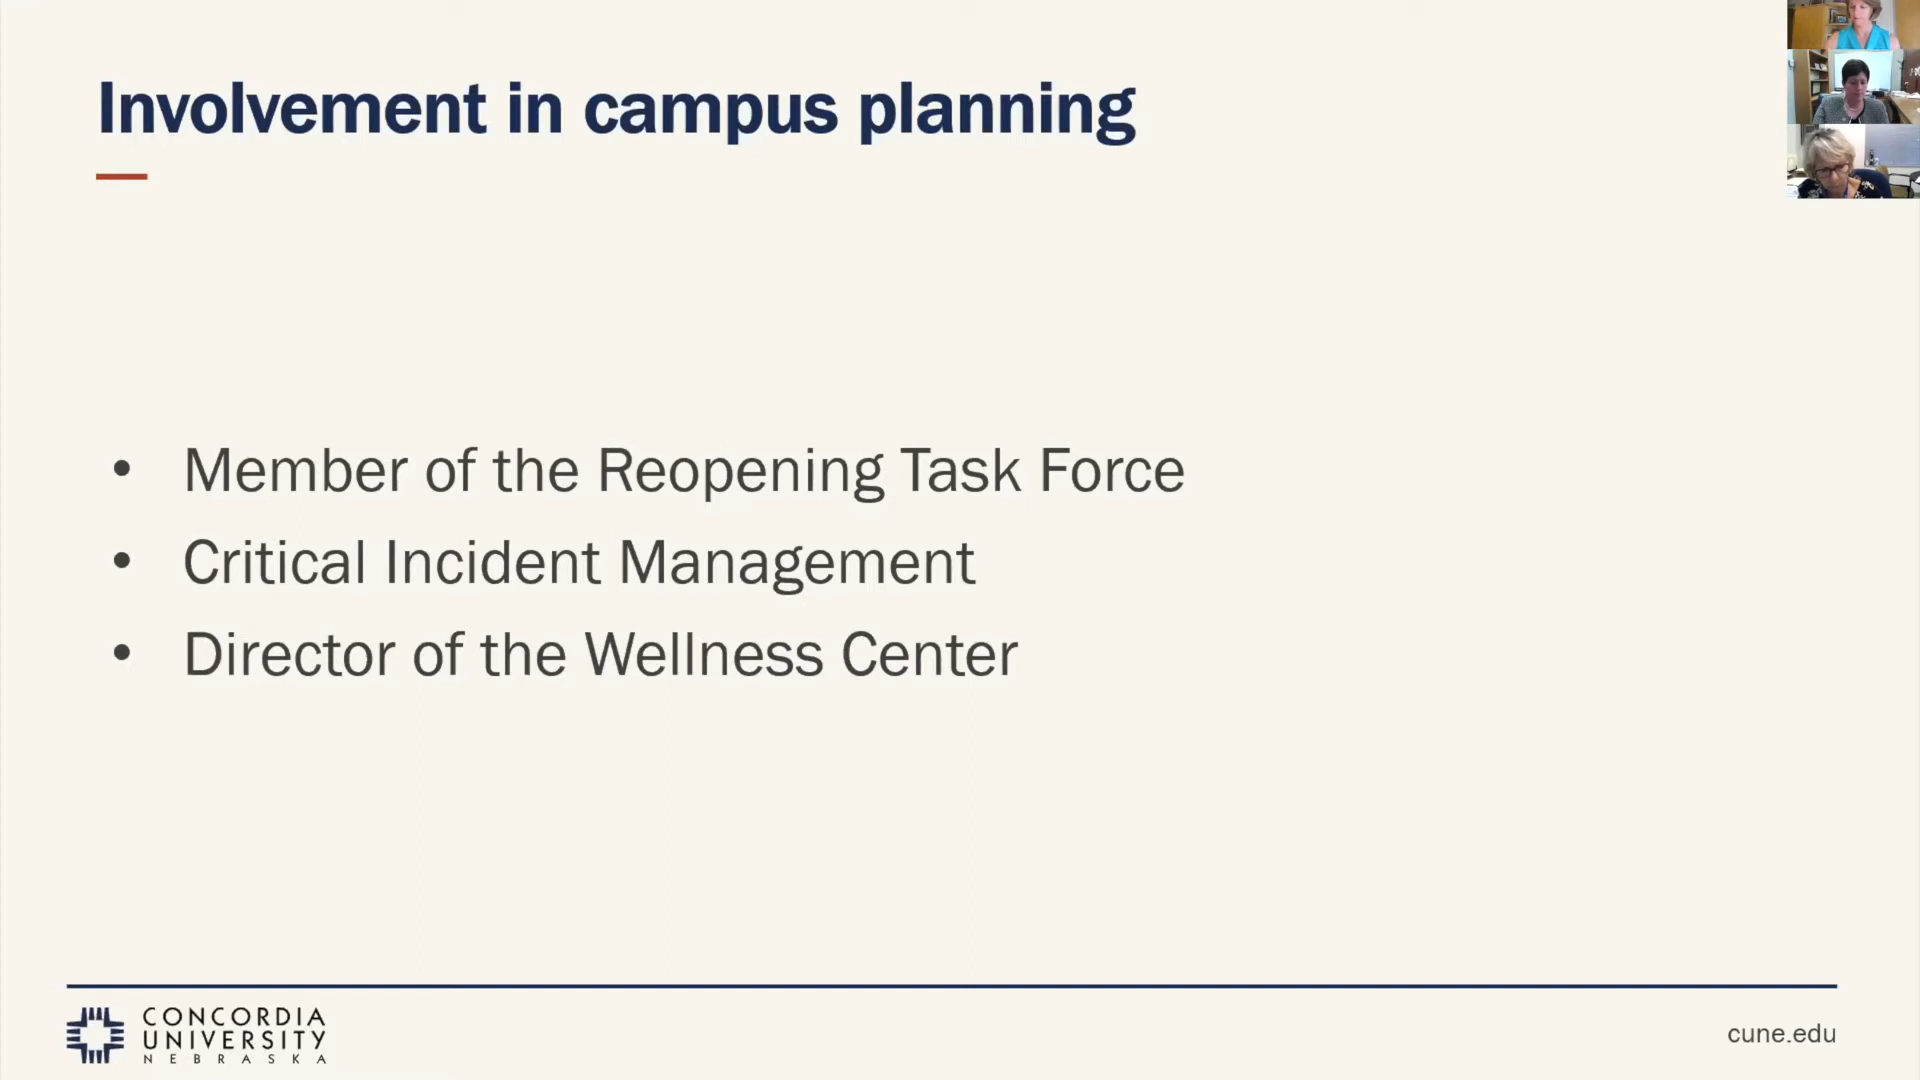 Involvement in campus planning
• Member of the Reopening Task Force
• Critical Incident Management
• Director of the Wellness Center
CONCORDIA
UNIVERSITY
NEBRASKA
cune.edu